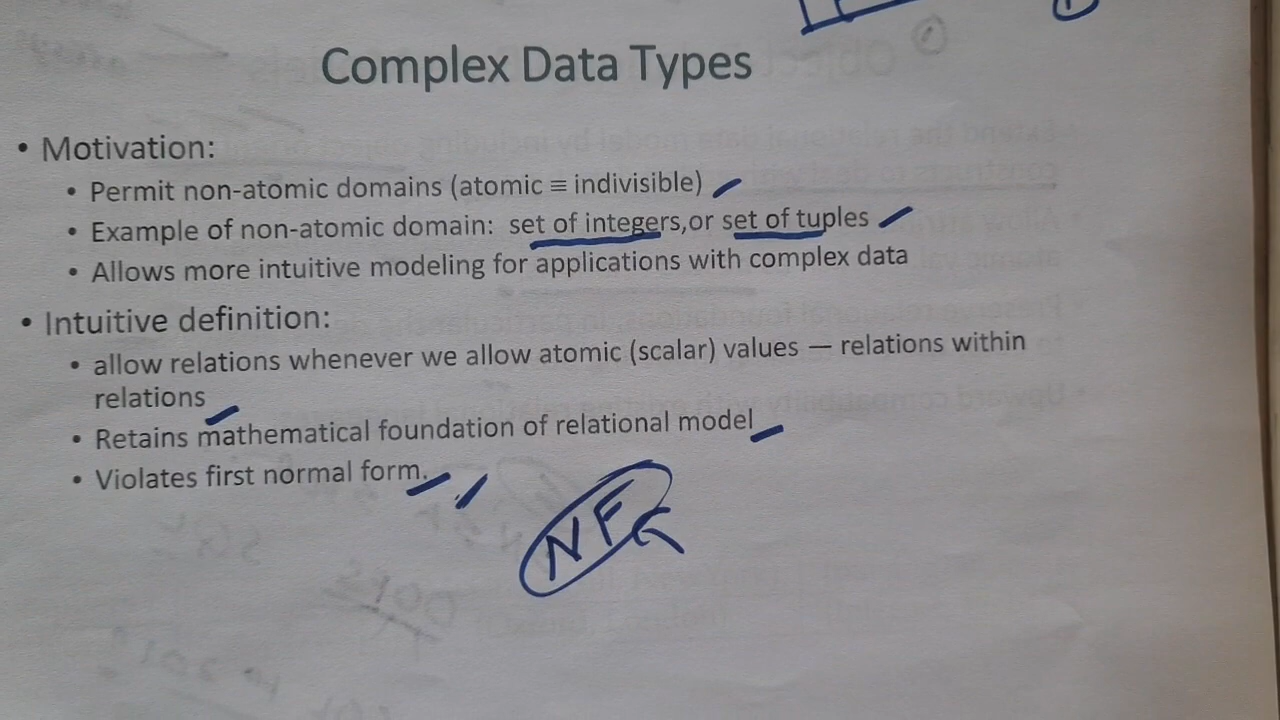 Complex Data Types
• Motivation:
• Permit non-atomic domains (atomic ≡ indivisible)
• Example of non-atomic domain: set of integers,or set of tuples
• Allows more intuitive modeling for applications with complex data
• Intuitive definition:
• allow relations whenever we allow atomic (scalar) values — relations within
relations
• Retains mathematical foundation of relational model
• Violates first normal form.
NF